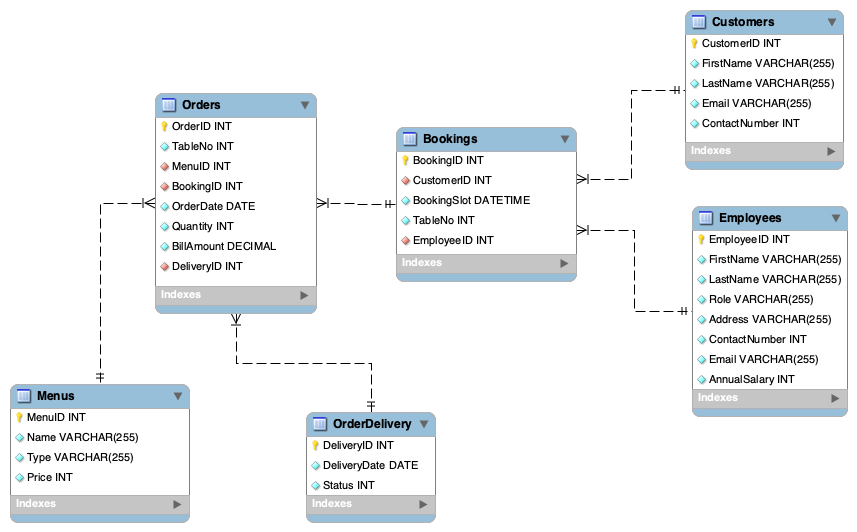 Customers
CustomerID INT
FirstName VARCHAR(255)
LastName VARCHAR(255)
Email VARCHAR(255)
ContactNumber INT
Indexes
Orders
OrderID INT
TableNo INT
MenuID INT
BookingID INT
OrderDate DATE
Quantity INT
BillAmount DECIMAL
DeliveryID INT
Indexes
Bookings
BookingID INT
CustomerID INT
BookingSlot DATETIME
TableNo INT
EmployeeID INT
Indexes
Employees
EmployeeID INT
FirstName VARCHAR(255)
LastName VARCHAR(255)
Role VARCHAR(255)
Address VARCHAR(255)
ContactNumber INT
Email VARCHAR(255)
AnnualSalary INT
Indexes
Menus
MenuID INT
Name VARCHAR(255)
Type VARCHAR(255)
Price INT
Indexes
OrderDelivery
DeliveryID INT
DeliveryDate DATE
Status INT
Indexes